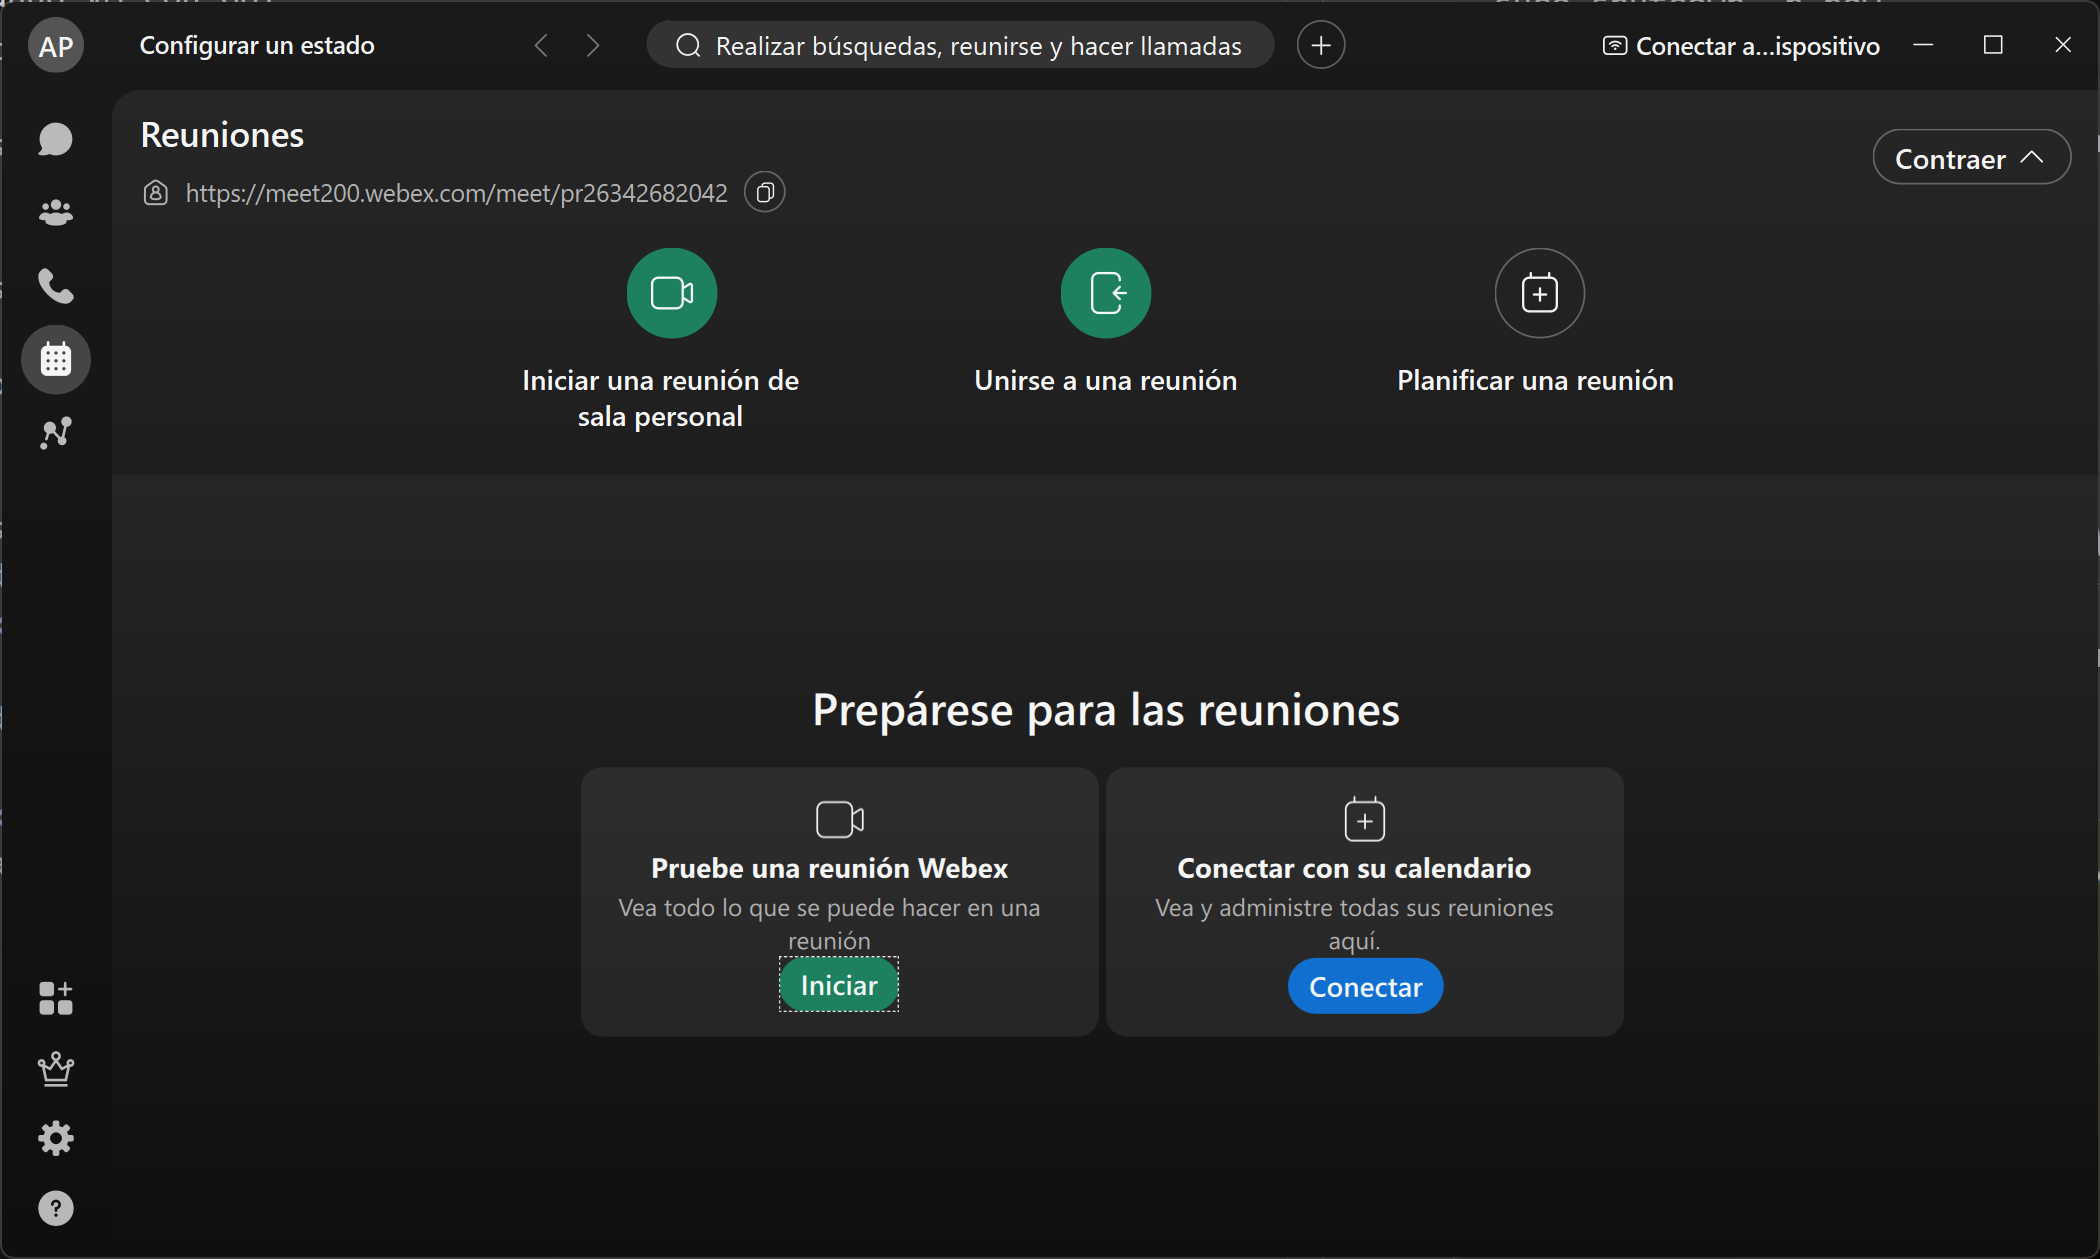 AP
Configurar un estado
Realizar búsquedas, reunirse y hacer llamadas
Conectar a...ispositivo
Reuniones
https://meet200.webex.com/meet/pr26342682042
Contraer
Iniciar una reunión de
sala personal
Unirse a una reunión
Planificar una reunión
Prepárese para las reuniones
Pruebe una reunión Webex
Vea todo lo que se puede hacer en una
reunión
Iniciar
Conectar con su calendario
Vea y administre todas sus reuniones
aquí.
Conectar